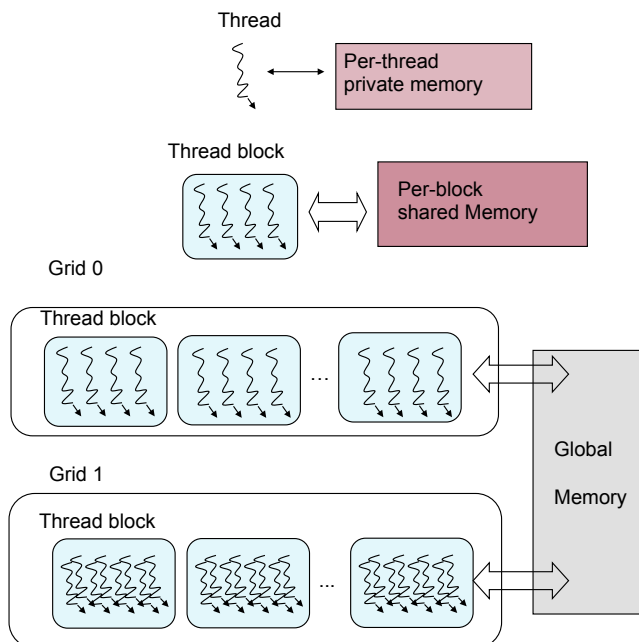 Thread
Per-thread
private memory
Thread block
Per-block
shared Memory
Grid 0
Thread block
...
Global
Memory
Grid 1
Thread block
...